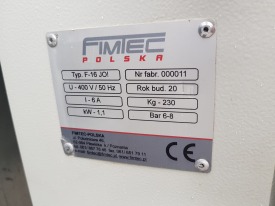 FIMTEC
POLSKA
Typ. F-16 JOI Nr fabr. 000011
U - 400 V / 50 Hz Rok bud. 20
I - 6 A Kg - 230
kW - 1,1 Bar 6-8
FIMTEC-POLSKA
CE